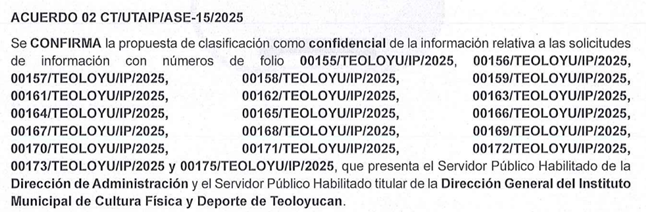 ACUERDO 02 CT/UTAIP/ASE-15/2025
Se CONFIRMA la propuesta de clasificación como confidencial de la información relativa a las solicitudes
de información con números de folio 00155/TEOLOYU/IP/2025, 00156/TEOLOYU/IP/2025,
00157/TEOLOYU/IP/2025, 00158/TEOLOYU/IP/2025, 00159/TEOLOYU/IP/2025,
00161/TEOLOYU/IP/2025, 00162/TEOLOYU/IP/2025, 00163/TEOLOYU/IP/2025,
00164/TEOLOYU/IP/2025, 00165/TEOLOYU/IP/2025, 00166/TEOLOYU/IP/2025,
00167/TEOLOYU/IP/2025, 00168/TEOLOYU/IP/2025, 00169/TEOLOYU/IP/2025,
00170/TEOLOYU/IP/2025, 00171/TEOLOYU/IP/2025, 00172/TEOLOYU/IP/2025,
00173/TEOLOYU/IP/2025 y 00175/TEOLOYU/IP/2025, que presenta el Servidor Público Habilitado de la
Dirección de Administración y el Servidor Público Habilitado titular de la Dirección General del Instituto
Municipal de Cultura Física y Deporte de Teoloyucan.